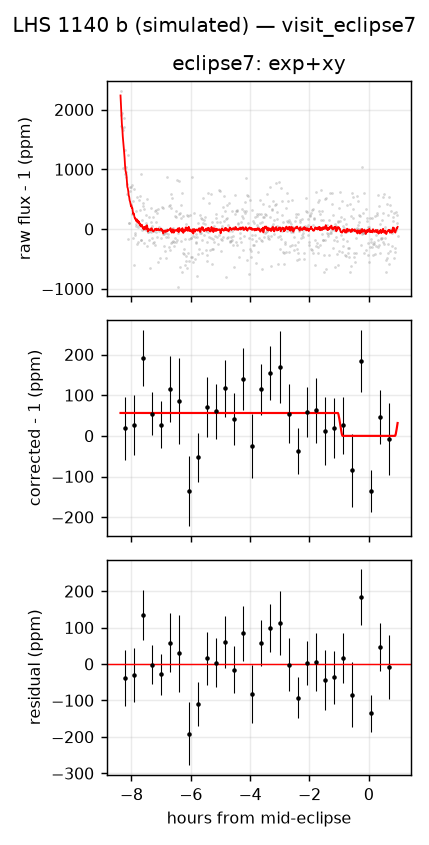 LHS 1140 b (simulated) — visit_eclipse7
eclipse7: exp+xy
raw flux - 1 (ppm)
2000
1000
0
−1000
corrected - 1 (ppm)
200
100
0
−100
−200
residual (ppm)
200
100
0
−100
−200
−300
−8 −6 −4 −2 0
hours from mid-eclipse